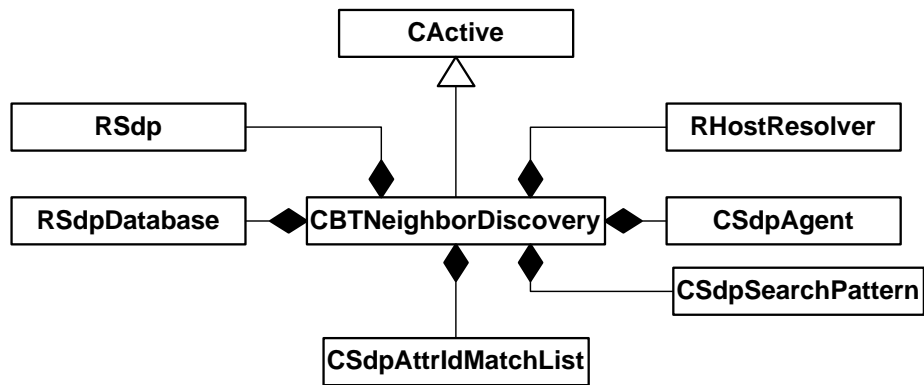 CActive
RSdp
RHostResolver
RSdpDatabase
CBTNeighborDiscovery
CSdpAgent
CSdpSearchPattern
CSdpAttrIdMatchList